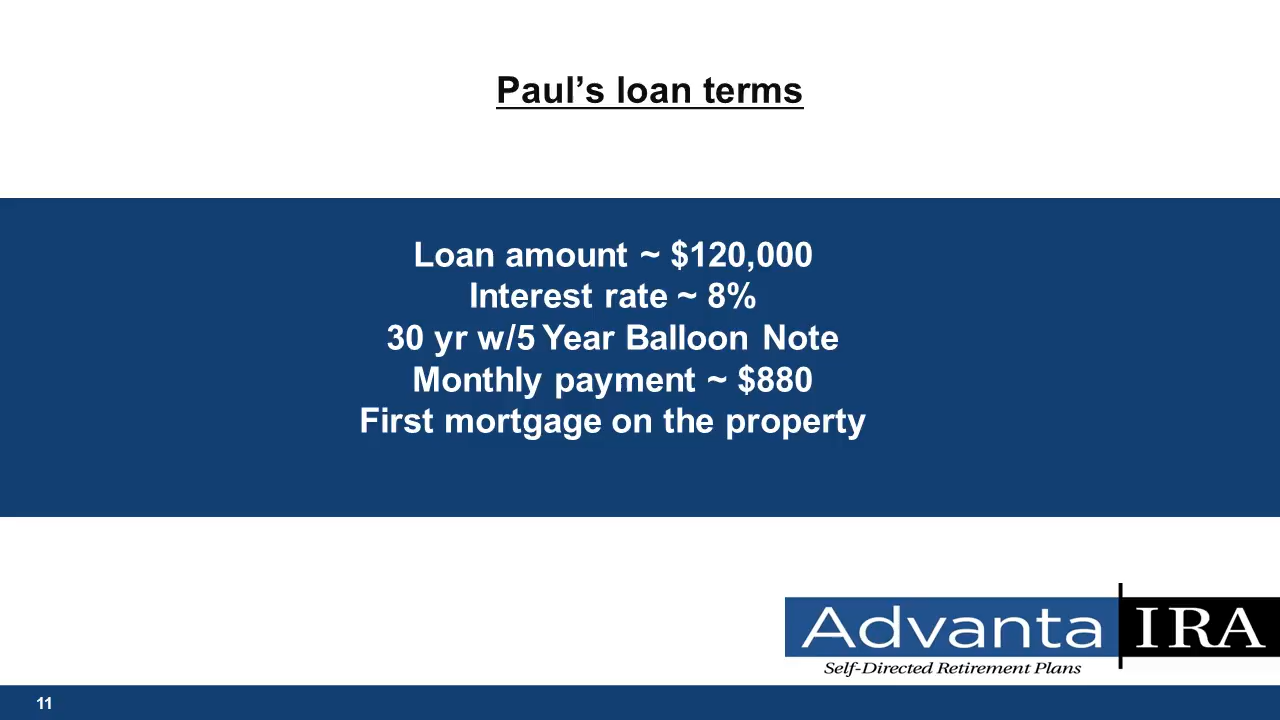 Paul’s loan terms
Loan amount ~ $120,000
Interest rate ~ 8%
30 yr w/5 Year Balloon Note
Monthly payment ~ $880
First mortgage on the property
Advanta IRA
Self-Directed Retirement Plans
11